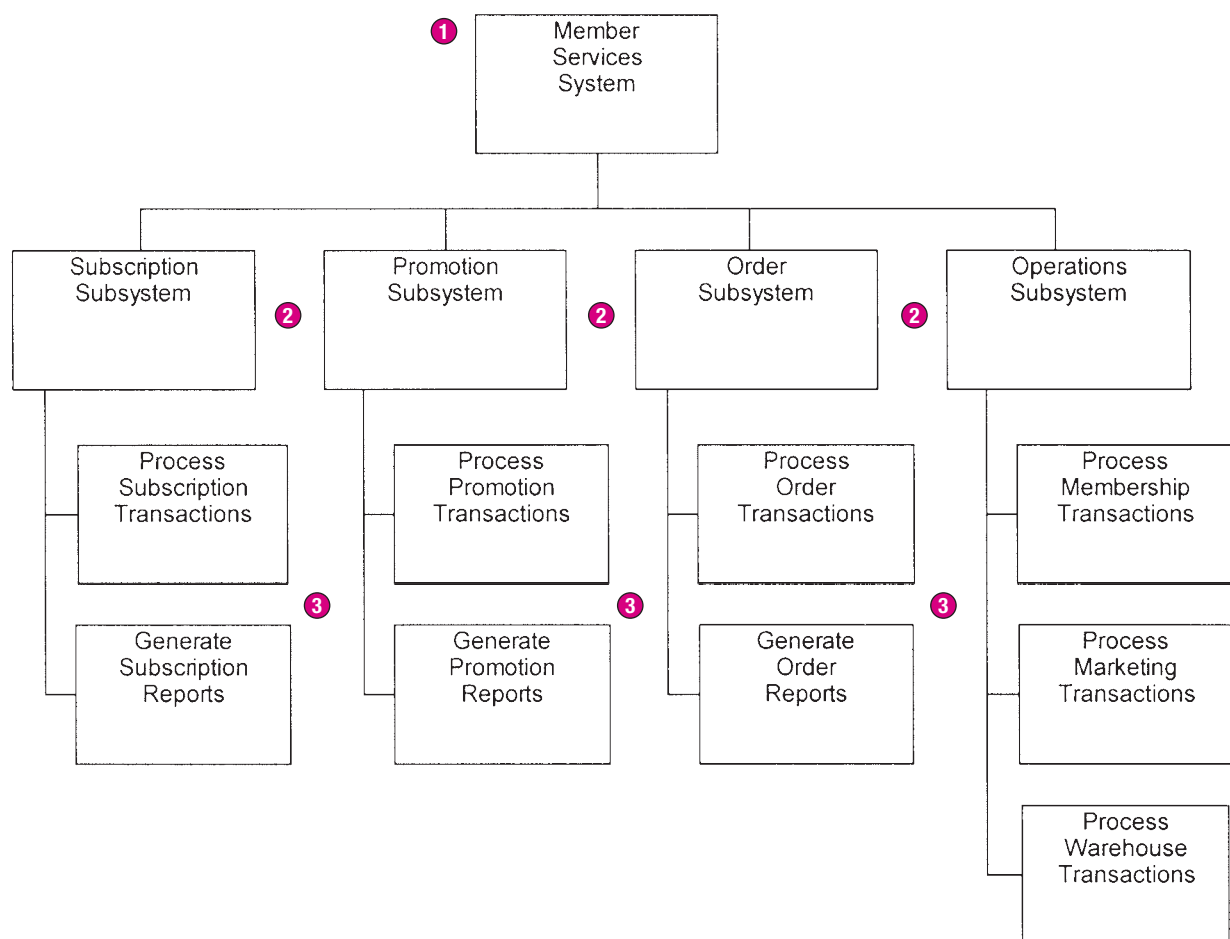 1
Member
Services
System
Subscription
Subsystem
2
Promotion
Subsystem
2
Order
Subsystem
2
Operations
Subsystem
Process
Subscription
Transactions
Process
Promotion
Transactions
Process
Order
Transactions
Process
Membership
Transactions
3
3
3
Generate
Subscription
Reports
Generate
Promotion
Reports
Generate
Order
Reports
Process
Marketing
Transactions
Process
Warehouse
Transactions